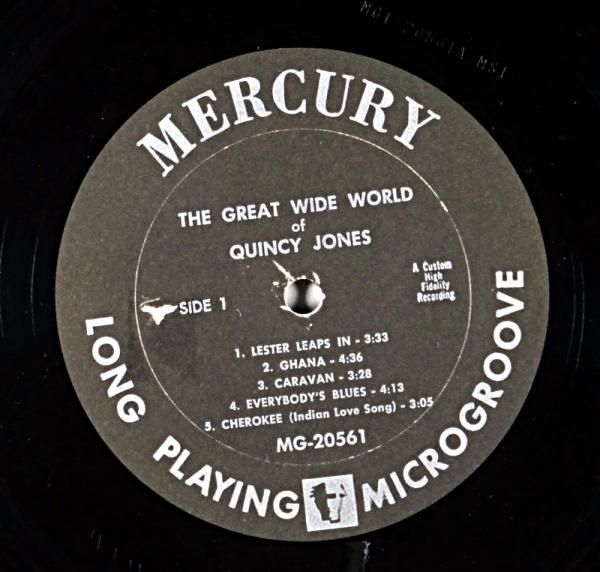 MERCURY
THE GREAT WIDE WORLD
of
QUINCY JONES
SIDE 1
A Custom
High
Fidelity
Recording
1. LESTER LEAPS IN - 3:33
2. GHANA - 4:36
3. CARAVAN - 3:28
4. EVERYBODY'S BLUES - 4:13
5. CHEROKEE (Indian Love Song) - 3:05
MG-20561
LONG PLAYING MICROGROOVE